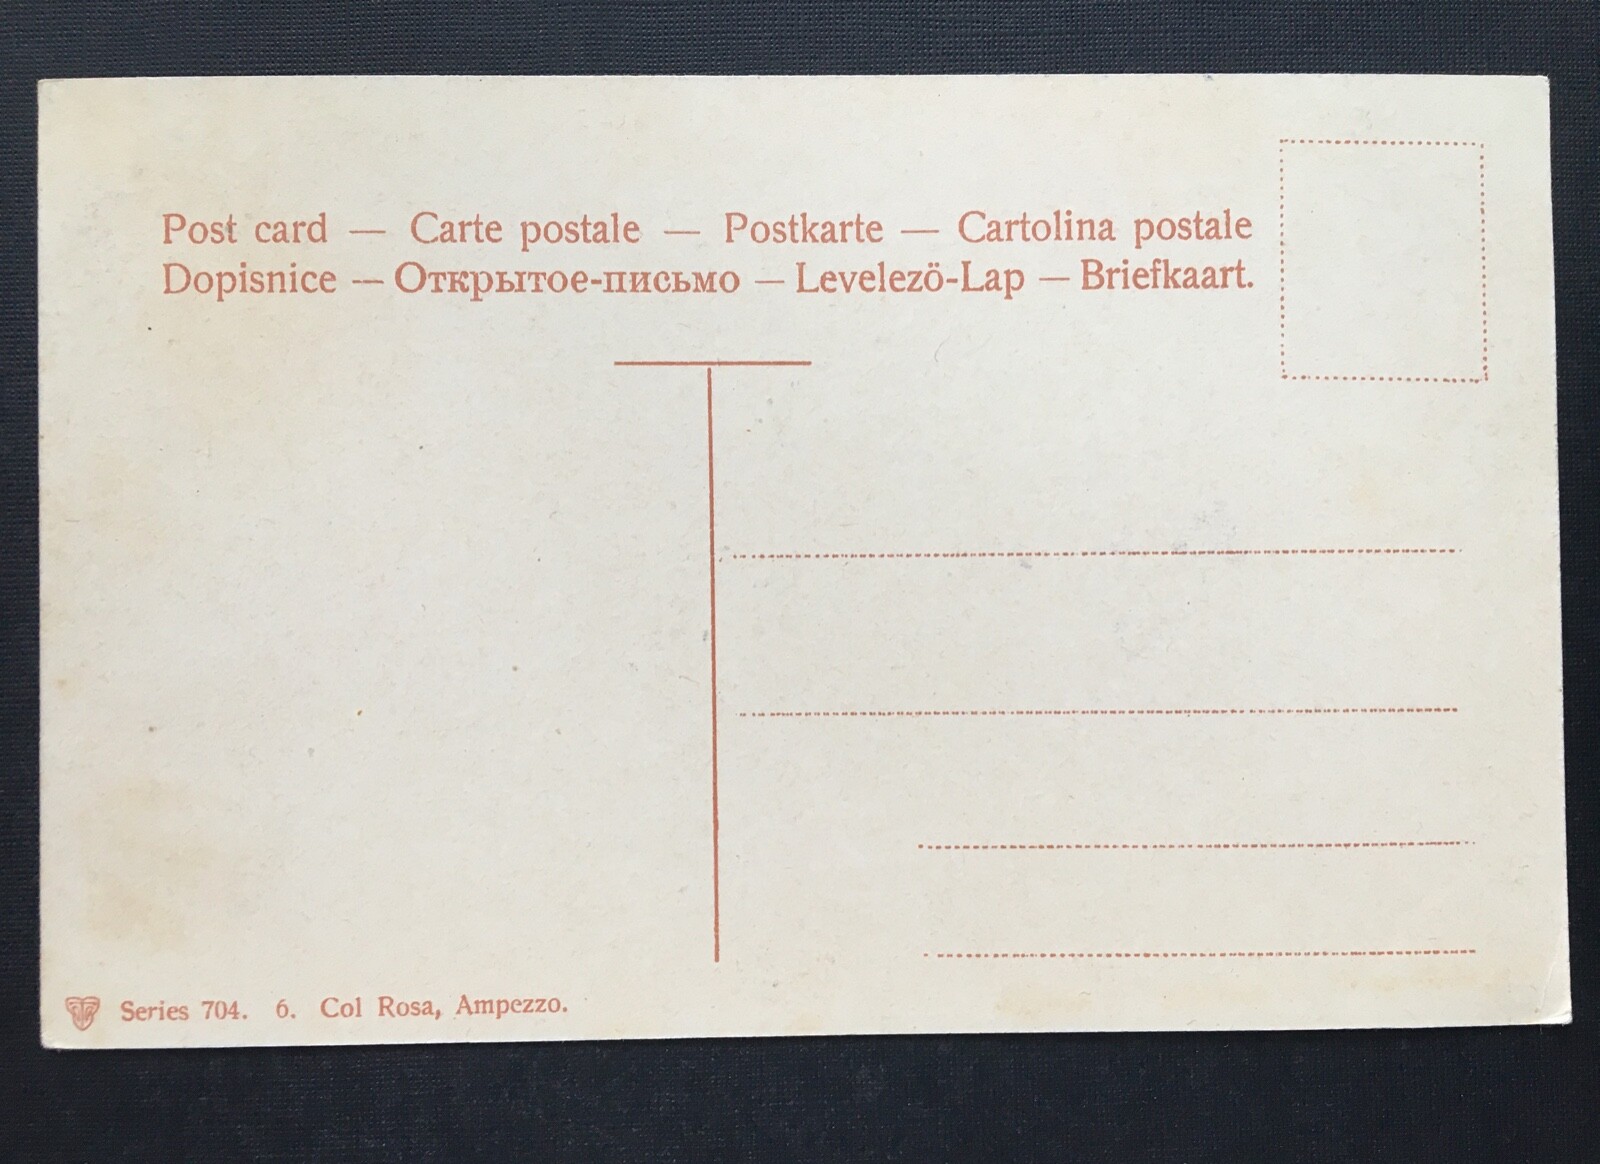 Post card — Carte postale — Postkarte — Cartolina postale
Dopisnice — Открытое-письмо — Levelezö-Lap — Briefkaart.
Series 704. 6. Col Rosa, Ampezzo.